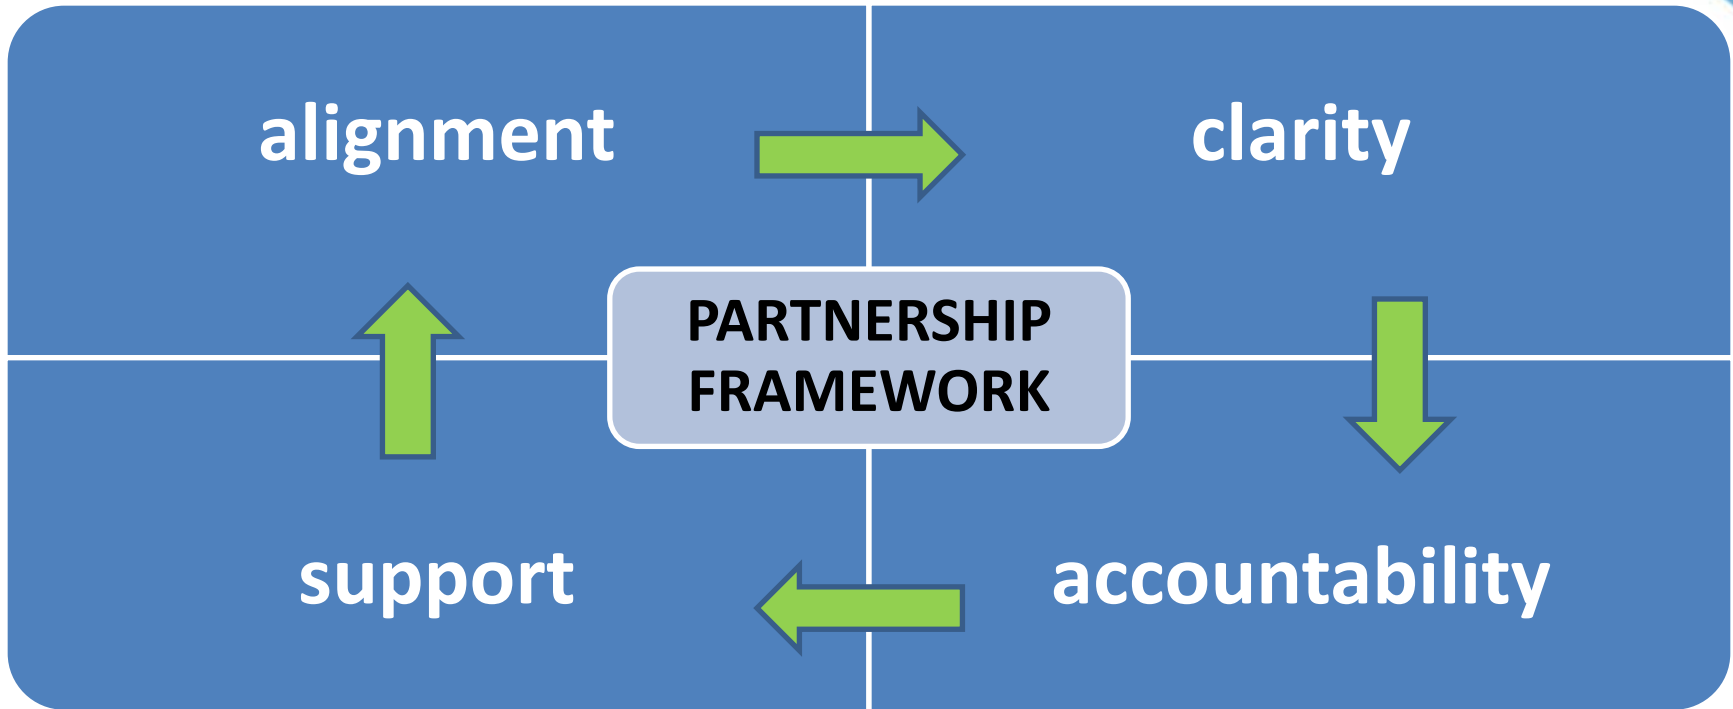 alignment
clarity
PARTNERSHIP
FRAMEWORK
support
accountability